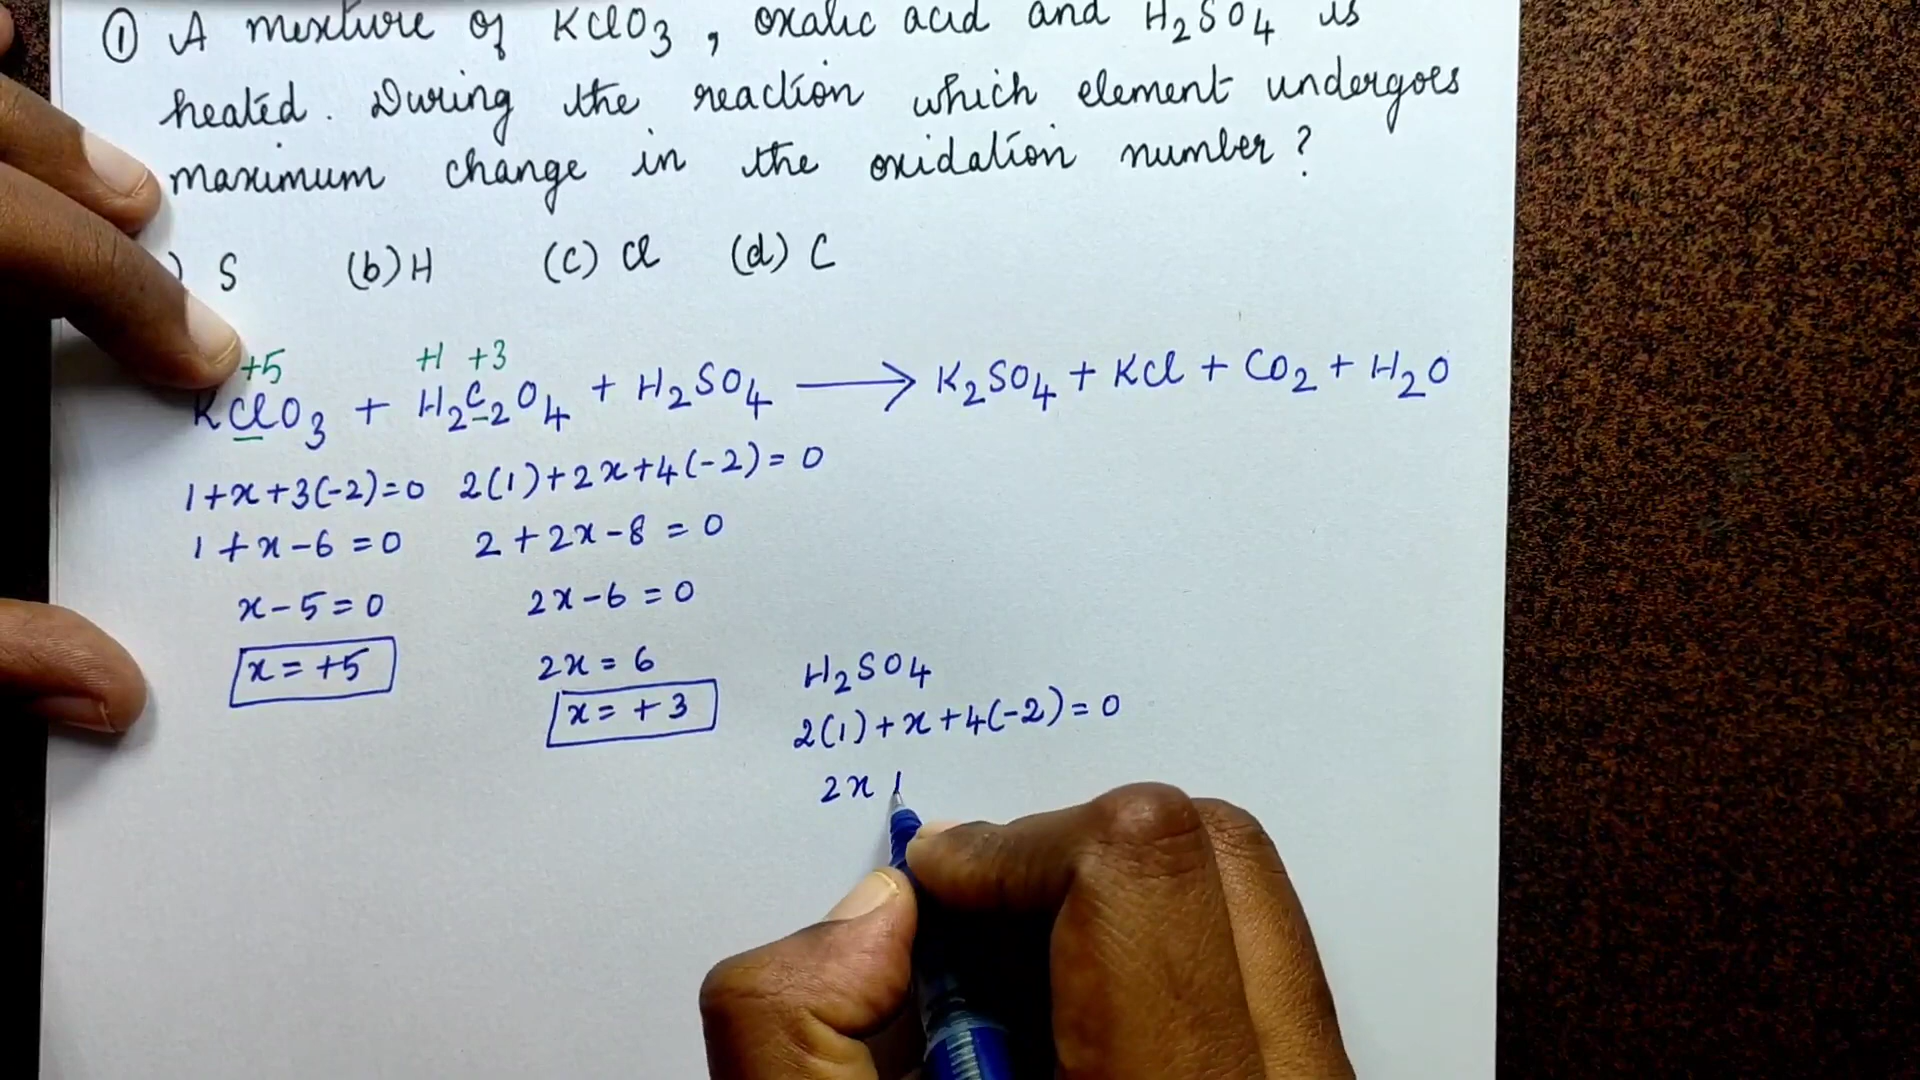 ① A mixture of KClO3, oxalic acid and H2SO4 is
heated. During the reaction which element undergoes
maximum change in the oxidation number?
) S (b) H (c) Cl (d) C
+5 +1 +3
KClO3 + H2C2O4 + H2SO4 ⟶ K2SO4 + KCl + CO2 + H2O
1+x+3(-2)=0 2(1)+2x+4(-2)=0
1+x-6=0 2+2x-8=0
x-5=0 2x-6=0
x=+5 2x=6
x=+3
H2SO4
2(1)+x+4(-2)=0
2x